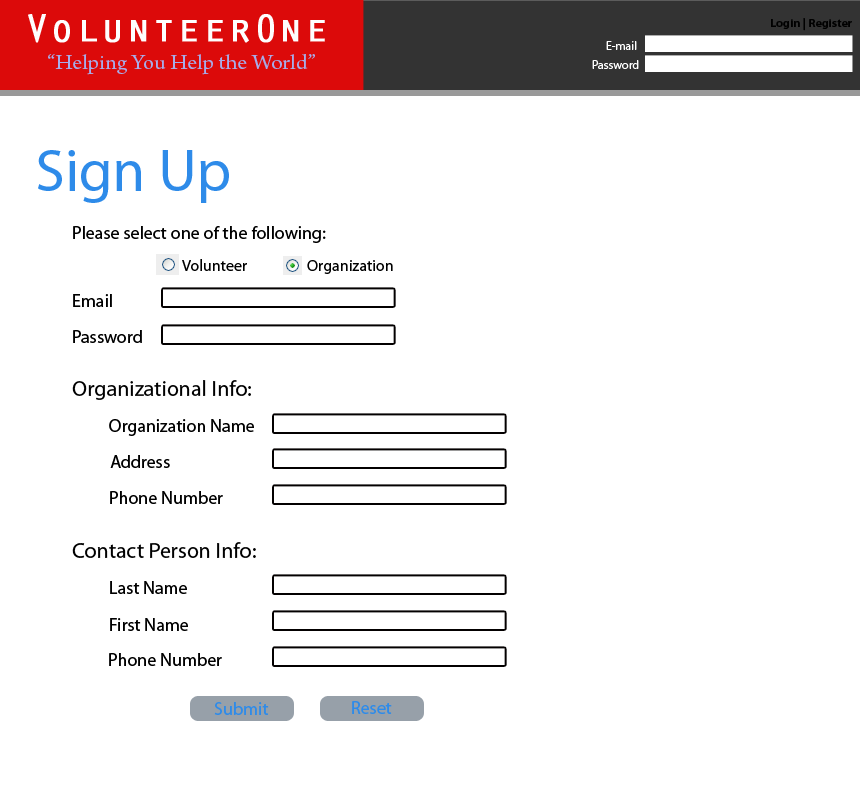 VOLUNTEERONE
“Helping You Help the World”
Login | Register
E-mail
Password
Sign Up
Please select one of the following:
Volunteer Organization
Email
Password
Organizational Info:
Organization Name
Address
Phone Number
Contact Person Info:
Last Name
First Name
Phone Number
Submit Reset